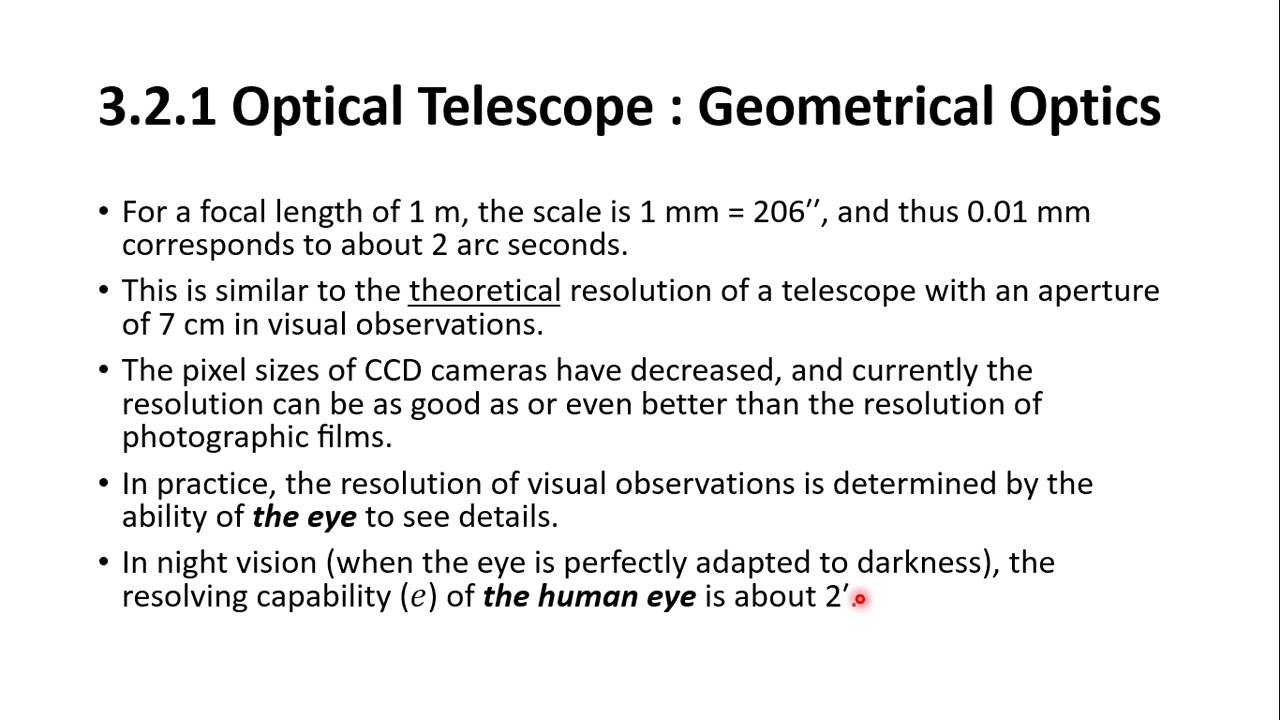 3.2.1 Optical Telescope : Geometrical Optics
• For a focal length of 1 m, the scale is 1 mm = 206′′, and thus 0.01 mm
corresponds to about 2 arc seconds.
• This is similar to the theoretical resolution of a telescope with an aperture
of 7 cm in visual observations.
• The pixel sizes of CCD cameras have decreased, and currently the
resolution can be as good as or even better than the resolution of
photographic films.
• In practice, the resolution of visual observations is determined by the
ability of the eye to see details.
• In night vision (when the eye is perfectly adapted to darkness), the
resolving capability (𝑒) of the human eye is about 2′.